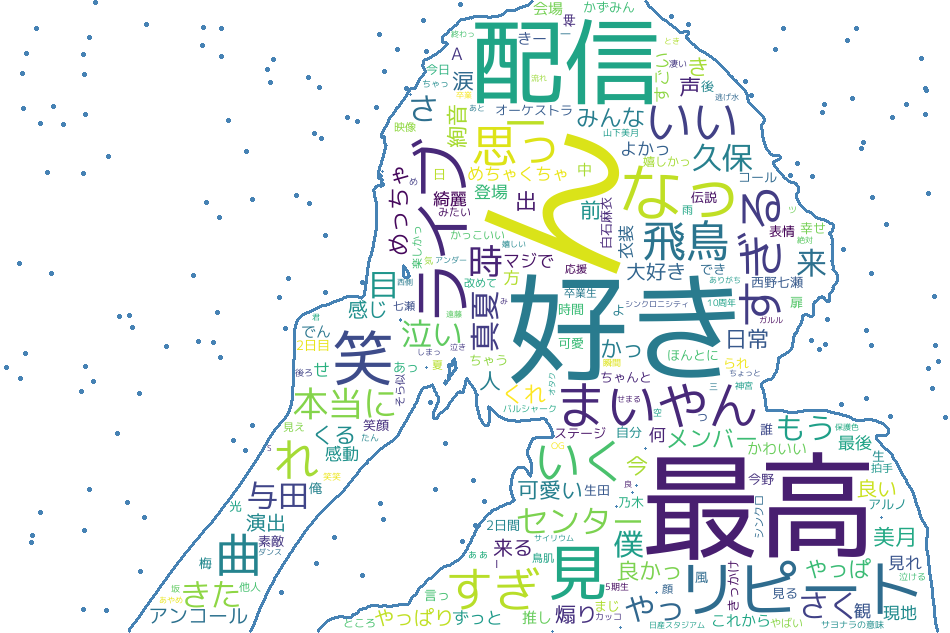 会場
かずみん
配信
きー
A
今日
涙
すごい
凄い
き
声
後
逃げ水
さ
映像
絢音
オーケストラ
みんな
いい
山下美月
思っ
ん
よかっ
嬉しかっ
久保
コール
ライブ
めっちゃ
め
日
めちゃくちゃ
中
綺麗
登場
みたい
出
前
白石麻衣
なっ
伝説
雨
すぎる
ッ
表情
幸せ
絶対
楽しかっ
かっこいい
嬉しい
衣装
飛鳥
アンダー
時
マジで
応援
大好き
でき
ありがち
西野七瀬
来
西側
目
改めて
方
卒業生
シンクロニシティ
10周年
扉
七瀬
感じ
遠藤
真夏
み
好き
時間
よ
ガルル
君
でん
泣い
可愛
かっ
ほんとに
日常
2日目
笑
しまっ
泣き
ちゃう
瞬間
られ
ちょっと
後ろ
せ
あっ
夏
人
オタク
ちゃんと
三
神宮
本当に
そら似
くれ
まいやん
せまる
つ
空
パルシャーク
見え
くる
笑顔
たん
ステージ
自分
何
メンバー
誰
もう
保護色
最後
S
れ
感動
OG
いく
今
かわいい
生
拍手
笑笑
与田
俺
可愛い
生田
良
乃木
最高
今野
良い
アルノ
光
演出
2日間
センター
シンクロ
美月
曲
素敵
ダンス
サイリウム
来る
僕
梅
ぁぁ
鳥肌
見
良かっ
風
きっかけ
やっぱ
見れ
泣ける
坂
きた
他人
言っ
すぎ
5期生
顔
リピート
見る
あやめ
アンコール
ところ
やっぱり
ずっと
推し
煽り
まじ
カッコ
やっ
さく
観
現地
日産スタジアム
これから
やばい
サヨナラの意味